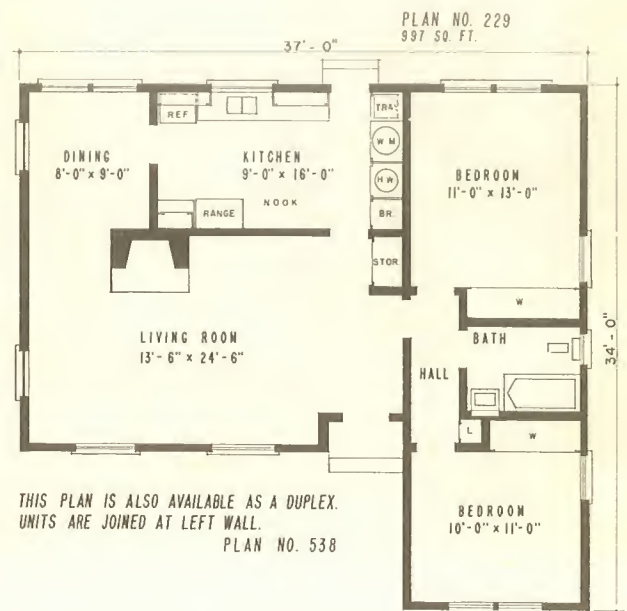 PLAN NO. 229
997 SQ. FT.
37'-0"
REF
TRA.
DINING
8'-0" x 9'-0"
KITCHEN
9'-0" x 16'-0"
NOOK
WM
HW
BR.
RANGE
BEDROOM
11'-0" x 13'-0"
STOR.
W
LIVING ROOM
13'-6" x 24'-6"
BATH
HALL
34'-0"
L
W
THIS PLAN IS ALSO AVAILABLE AS A DUPLEX.
UNITS ARE JOINED AT LEFT WALL.
PLAN NO. 538
BEDROOM
10'-0" x 11'-0"